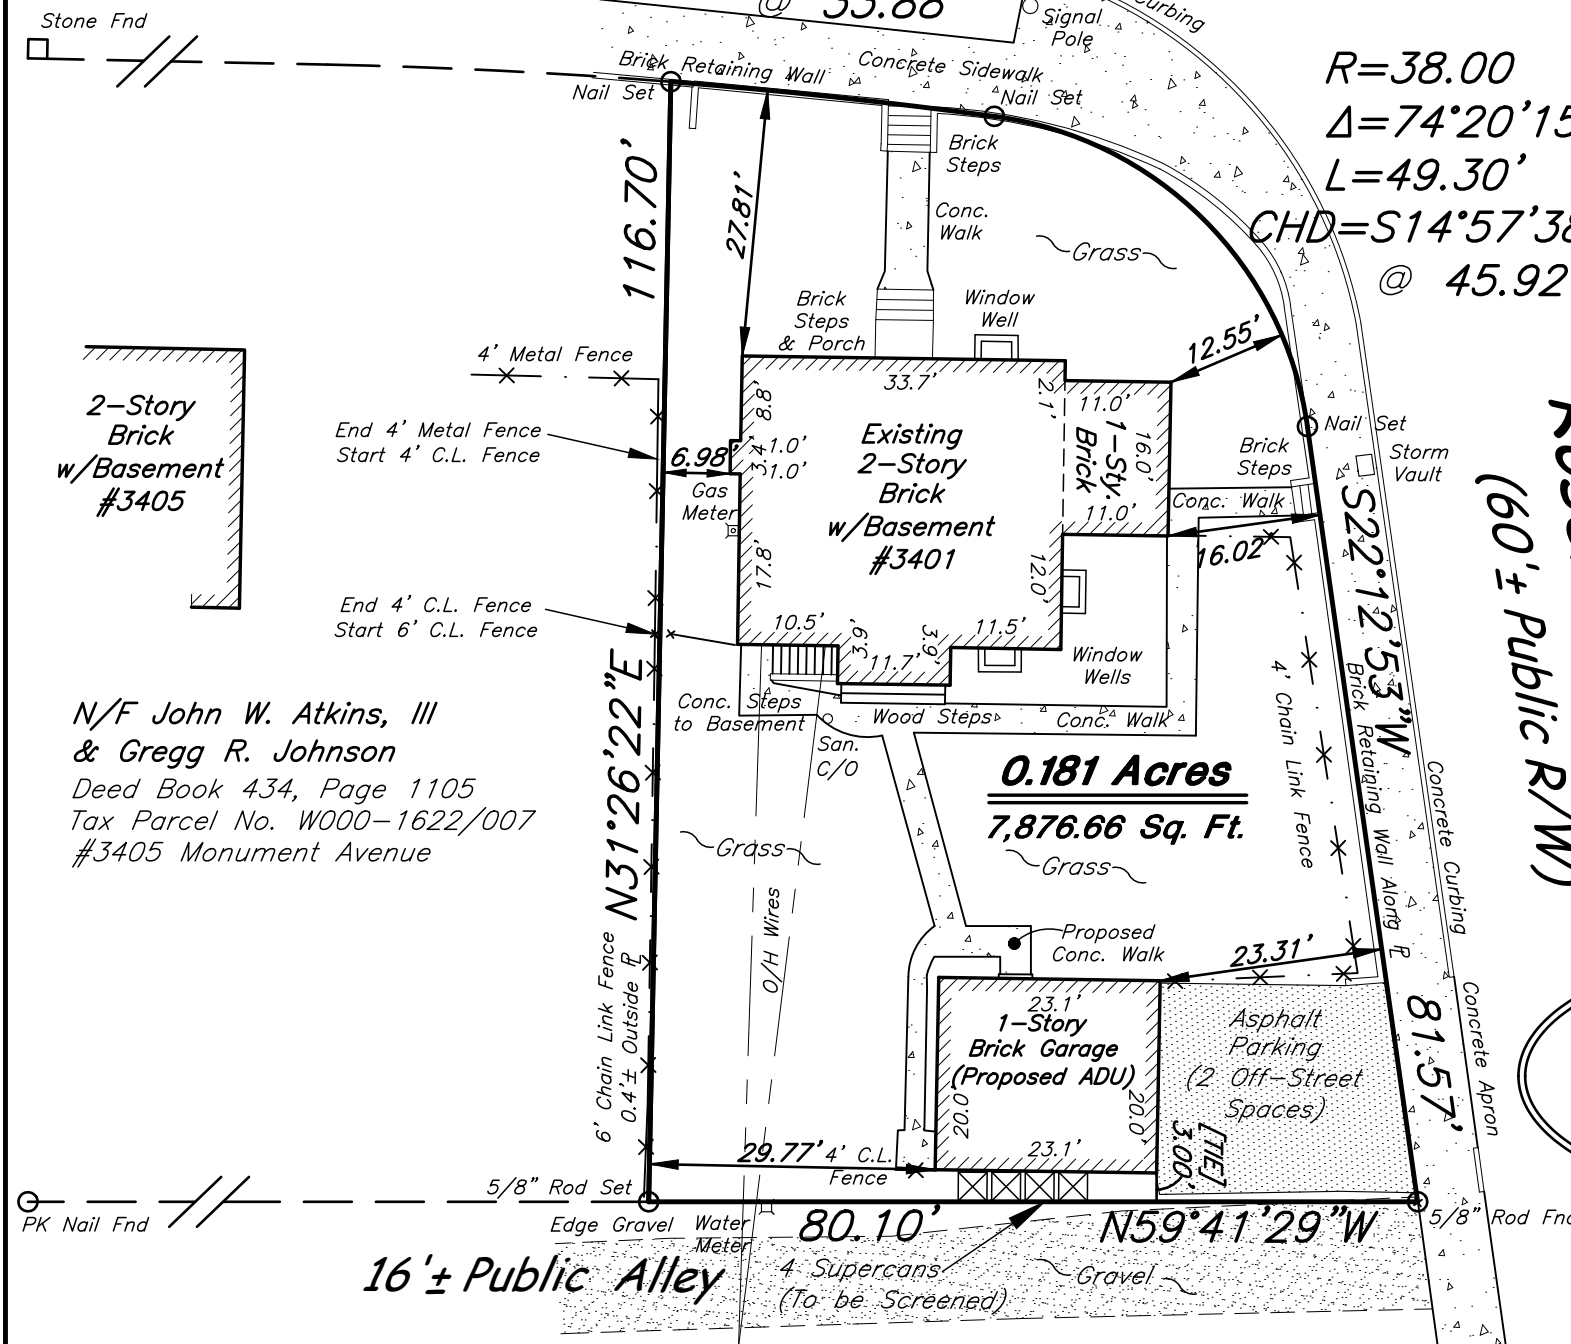 Stone Fnd
@ 33.88'
Signal
Pole
Curbing
Brick Retaining Wall
Concrete Sidewalk
Nail Set
Nail Set
R=38.00
Δ=74°20'15
L=49.30'
CHD=S14°57'38
@ 45.92
116.70'
27.81'
Brick
Steps
Conc.
Walk
Grass
Brick
Steps
& Porch
Window
Well
12.55'
4' Metal Fence
2-Story
Brick
w/Basement
#3405
End 4' Metal Fence
Start 4' C.L. Fence
6.98'
Gas
Meter
33.7'
8.8'
1.0'
3.4'
1.0'
2.1'
11.0'
16.0'
1-Sty.
Brick
11.0'
Existing
2-Story
Brick
w/Basement
#3401
17.8'
12.0'
10.5'
3.6'
11.7'
3.9'
11.5'
Nail Set
Brick
Steps
Storm
Vault
Conc. Walk
16.02'
S22°12'53"W
(60'± Public R/W)
End 4' C.L. Fence
Start 6' C.L. Fence
N/F John W. Atkins, III
& Gregg R. Johnson
Deed Book 434, Page 1105
Tax Parcel No. W000-1622/007
#3405 Monument Avenue
N31°26'22"E
Conc. Steps
to Basement
Wood Steps
Conc. Walk
San.
C/O
Window
Wells
4' Chain Link Fence
Brick Retaining Wall Along ℄
Concrete Curbing
0.181 Acres
7,876.66 Sq. Ft.
Grass
Grass
O/H Wires
6' Chain Link Fence
0.4'± Outside ℄
Proposed
Conc. Walk
23.31'
23.1'
1-Story
Brick Garage
(Proposed ADU)
20.0'
20.0'
23.1'
Asphalt
Parking
(2 Off-Street
Spaces)
[TIE]
3.00'
81.57'
Concrete Apron
29.77'
4' C.L.
Fence
5/8" Rod Set
PK Nail Fnd
Edge Gravel
Water
Meter
80.10'
N59°41'29"W
5/8" Rod Fnd
16'± Public Alley
4 Supercans
(To be Screened)
Gravel